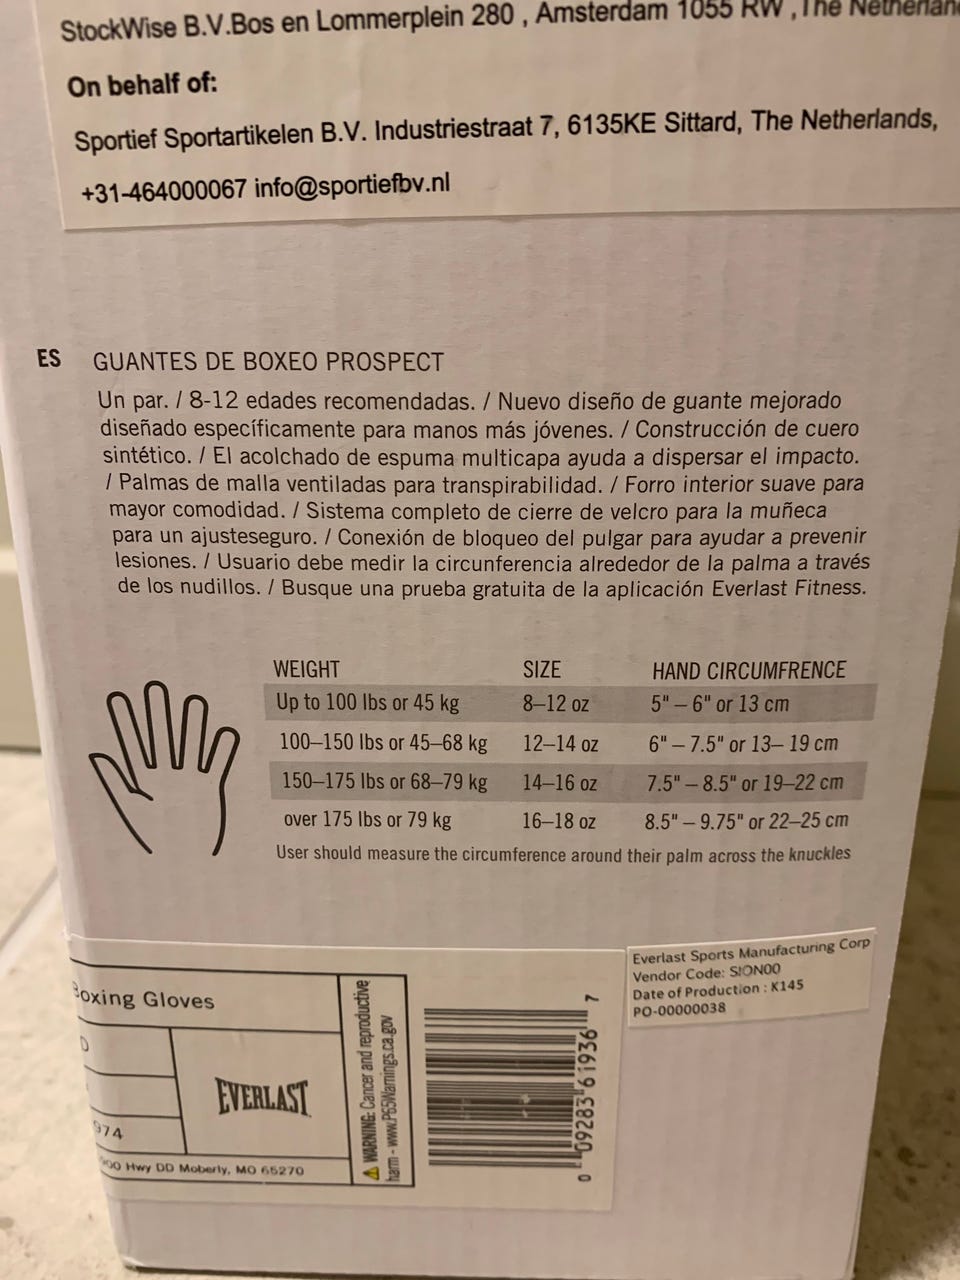 StockWise B.V.Bos en Lommerplein 280 , Amsterdam 1055 RW , The
On behalf of:
Sportief Sportartikelen B.V. Industriestraat 7, 6135KE Sittard, The Netherlands,
+31-464000067 info@sportiefbv.nl
ES GUANTES DE BOXEO PROSPECT
Un par. / 8-12 edades recomendadas. / Nuevo diseño de guante mejorado
diseñado específicamente para manos más jóvenes. / Construcción de cuero
sintético. / El acolchado de espuma multicapa ayuda a dispersar el impacto.
/ Palmas de malla ventiladas para transpirabilidad. / Forro interior suave para
mayor comodidad. / Sistema completo de cierre de velcro para la muñeca
para un ajusteseguro. / Conexión de bloqueo del pulgar para ayudar a prevenir
lesiones. / Usuario debe medir la circunferencia alrededor de la palma a través
de los nudillos. / Busque una prueba gratuita de la aplicación Everlast Fitness.
WEIGHT SIZE HAND CIRCUMFRENCE
Up to 100 lbs or 45 kg 8–12 oz 5" – 6" or 13 cm
100–150 lbs or 45–68 kg 12–14 oz 6" – 7.5" or 13– 19 cm
150–175 lbs or 68–79 kg 14–16 oz 7.5" – 8.5" or 19–22 cm
over 175 lbs or 79 kg 16–18 oz 8.5" – 9.75" or 22–25 cm
User should measure the circumference around their palm across the knuckles
Boxing Gloves
974
EVERLAST
Hwy DD Moberly, MO 65270
⚠ WARNING: Cancer and reproductive
harm - www.P65Warnings.ca.gov
0 09283 61936 7
Everlast Sports Manufacturing Corp
Vendor Code: SION00
Date of Production : K145
PO-00000038